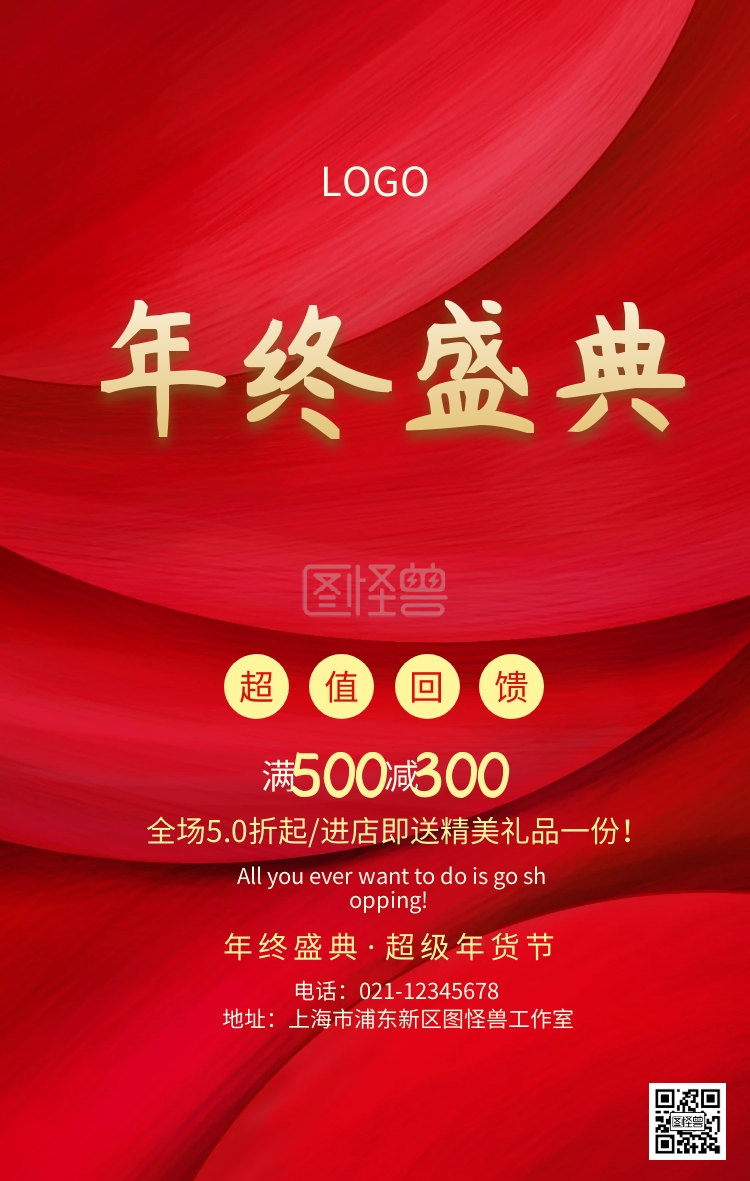 LOGO
年终盛典
图怪兽
超值回馈
满500减300
全场5.0折起/进店即送精美礼品一份！
All you ever want to do is go sh
opping!
年终盛典·超级年货节
电话：021-12345678
地址：上海市浦东新区图怪兽工作室
图怪兽